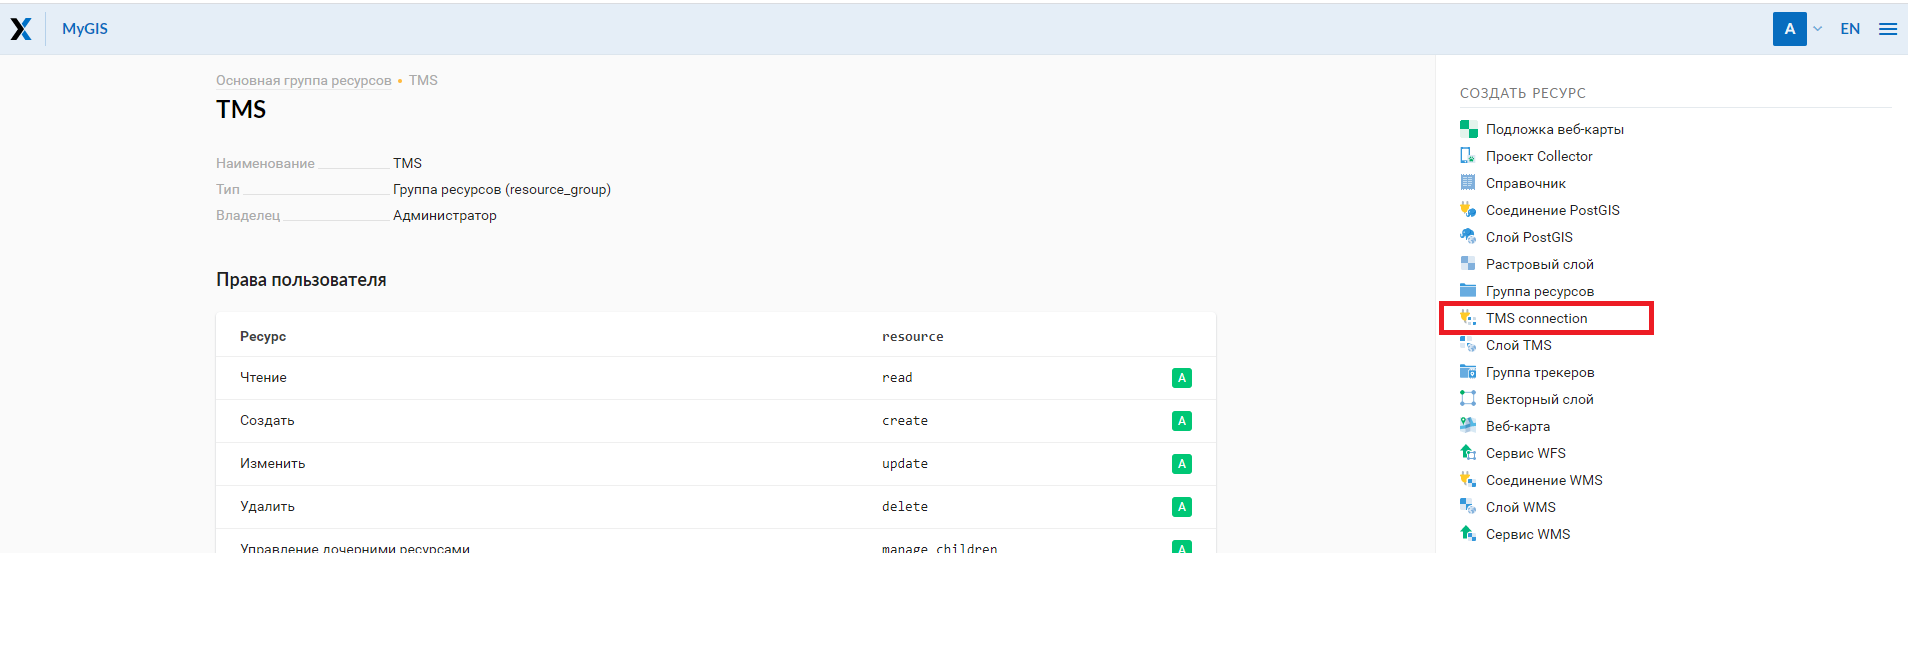 MyGIS
A
EN
Основная группа ресурсов • TMS
TMS
Наименование TMS
Тип Группа ресурсов (resource_group)
Владелец Администратор
Права пользователя
Ресурс resource
Чтение read A
Создать create A
Изменить update A
Удалить delete A
Управление дочерними ресурсами manage_children A
СОЗДАТЬ РЕСУРС
Подложка веб-карты
Проект Collector
Справочник
Соединение PostGIS
Слой PostGIS
Растровый слой
Группа ресурсов
TMS connection
Слой TMS
Группа трекеров
Векторный слой
Веб-карта
Сервис WFS
Соединение WMS
Слой WMS
Сервис WMS